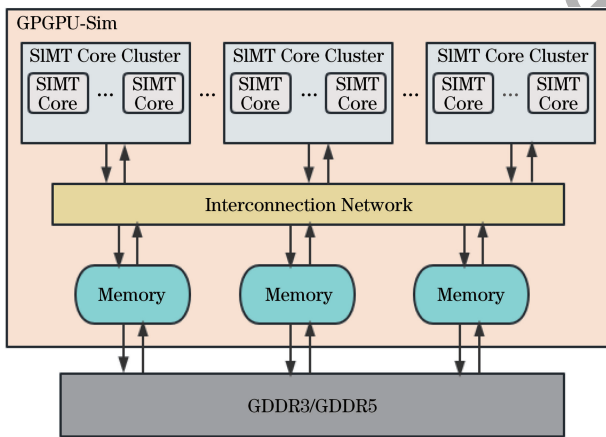 GPGPU-Sim
SIMT Core Cluster
SIMT Core Cluster
SIMT Core Cluster
SIMT
Core
...
SIMT
Core
...
SIMT
Core
...
SIMT
Core
...
SIMT
Core
...
SIMT
Core
Interconnection Network
Memory
Memory
Memory
GDDR3/GDDR5